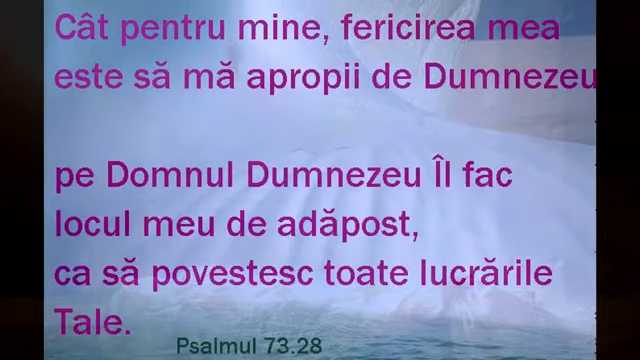 Cât pentru mine, fericirea mea
este să mă apropii de Dumnezeu
pe Domnul Dumnezeu Îl fac
locul meu de adăpost,
ca să povestesc toate lucrările
Tale.
Psalmul 73.28